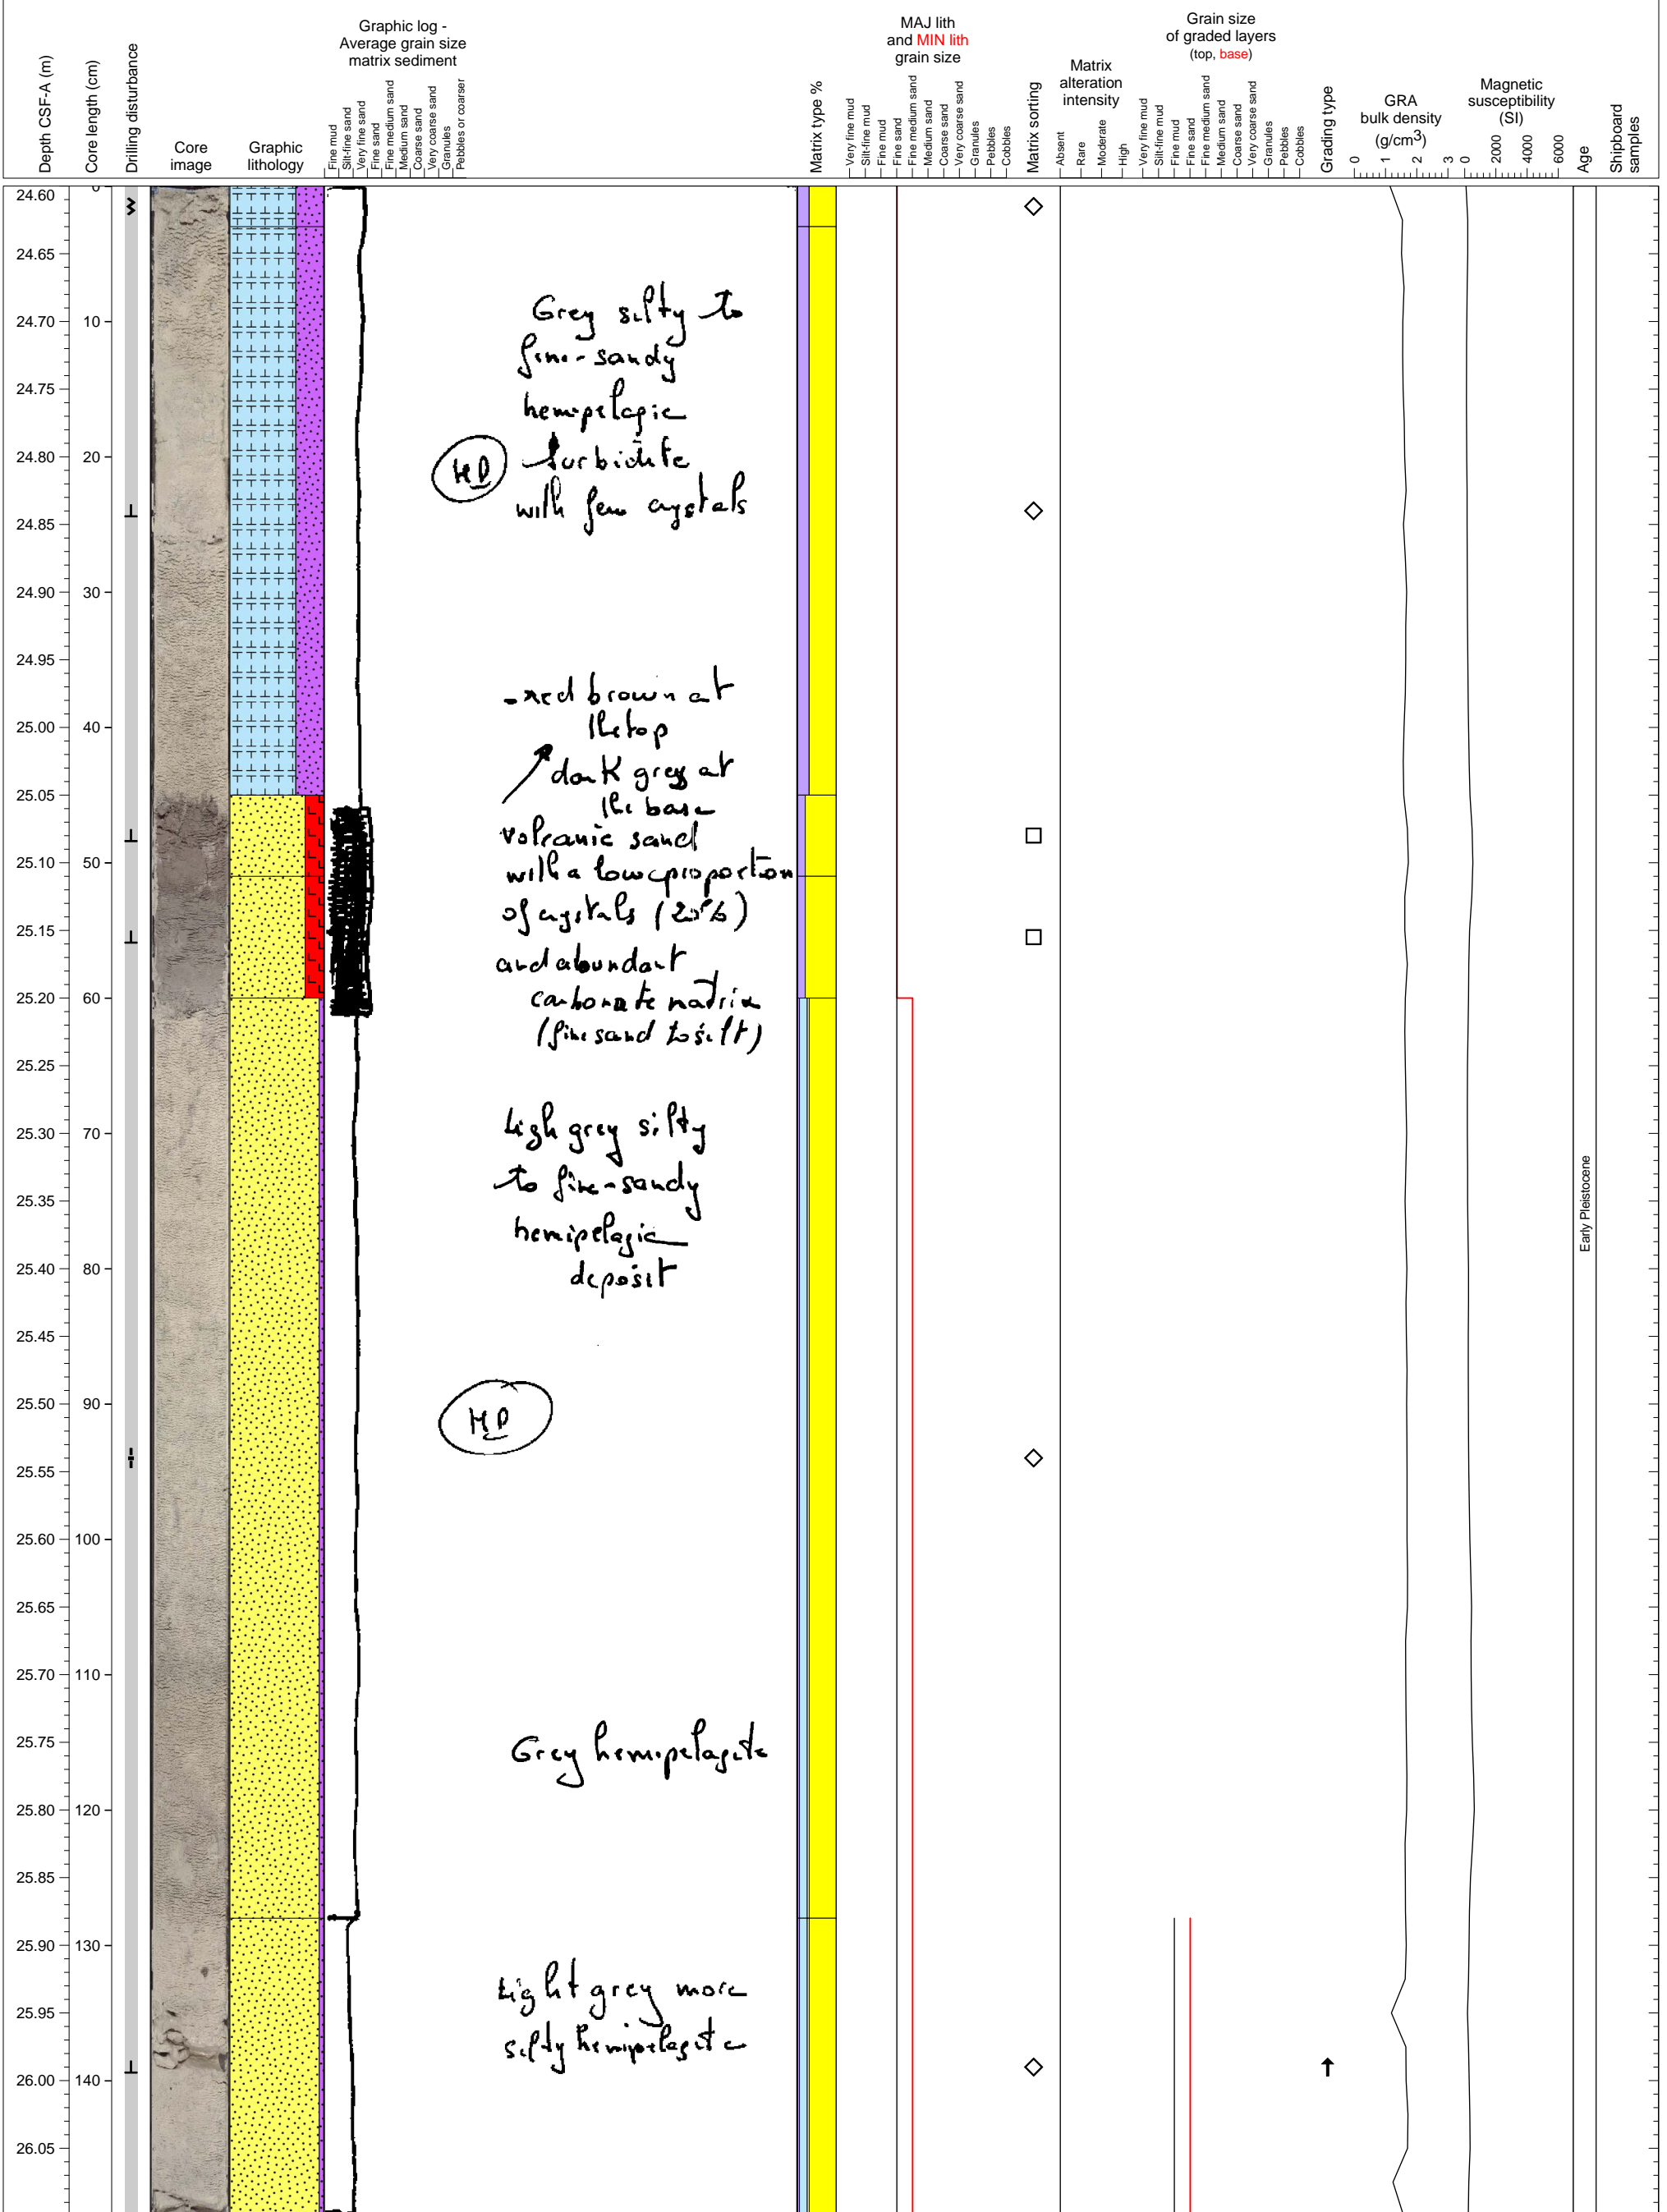 Depth CSF-A (m)
Core length (cm)
Drilling disturbance
Core
image
Graphic
lithology
Graphic log -
Average grain size
matrix sediment
Fine mud
Silt-fine sand
Very fine sand
Fine sand
Fine medium sand
Medium sand
Coarse sand
Very coarse sand
Granules
Pebbles or coarser
Matrix type %
MAJ lith
and MIN lith
grain size
Very fine mud
Silt-fine mud
Fine mud
Fine sand
Fine medium sand
Medium sand
Coarse sand
Very coarse sand
Granules
Pebbles
Cobbles
Matrix sorting
Matrix
alteration
intensity
Absent
Rare
Moderate
High
Grain size
of graded layers
(top, base)
Very fine mud
Silt-fine mud
Fine mud
Fine sand
Fine medium sand
Medium sand
Coarse sand
Very coarse sand
Granules
Pebbles
Cobbles
Grading type
GRA
bulk density
(g/cm3)
0 1 2 3
Magnetic
susceptibility
(SI)
0 2000 4000 6000
Age
Shipboard
samples
24.60 0
24.65
24.70 10
24.75
24.80 20
24.85
24.90 30
24.95
25.00 40
25.05
25.10 50
25.15
25.20 60
25.25
25.30 70
25.35
25.40 80
25.45
25.50 90
25.55
25.60 100
25.65
25.70 110
25.75
25.80 120
25.85
25.90 130
25.95
26.00 140
26.05
Grey silty to
fine-sandy
hemipelagic
HD turbidite
with few crystals
-red brown at
the top
dark grey at
the base
volcanic sand
with a low proportion
of crystals (20%)
and abundant
carbonate matrix
(fine sand to silt)
Ligh grey silty
to fine-sandy
hemipelagic
deposit
HD
Grey hemipelagite
Light grey more
silty hemipelagite
Early Pleistocene